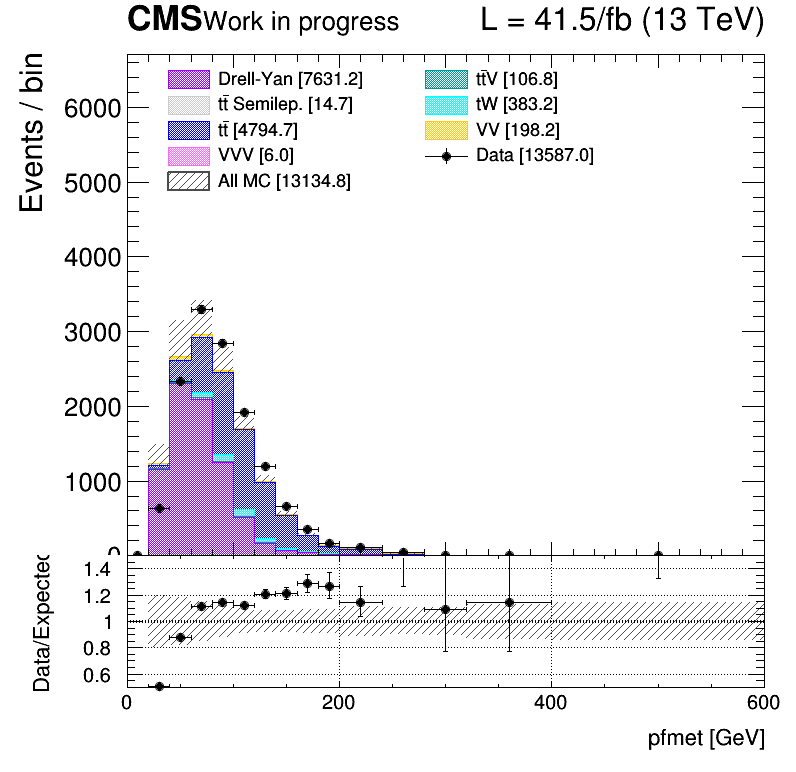 CMS Work in progress L = 41.5/fb (13 TeV)
Events / bin
6000
5000
4000
3000
2000
1000
0
Drell-Yan [7631.2]
tt̄ Semilep. [14.7]
tt̄ [4794.7]
VVV [6.0]
All MC [13134.8]
tt̄V [106.8]
tW [383.2]
VV [198.2]
Data [13587.0]
Data/Expected
1.4
1.2
1
0.8
0.6
0 200 400 600
pfmet [GeV]